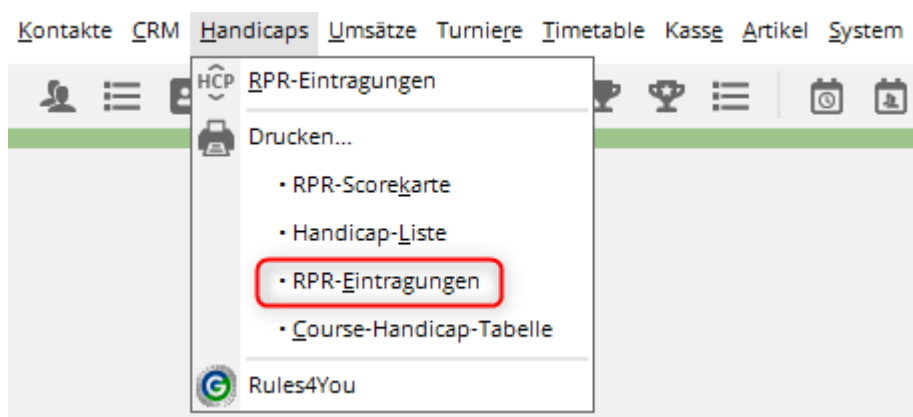 Kontakte CRM Handicaps Umsätze Turniere Timetable Kasse Artikel System
HCP RPR-Eintragungen
Drucken...
• RPR-Scorekarte
• Handicap-Liste
• RPR-Eintragungen
• Course-Handicap-Tabelle
Rules4You